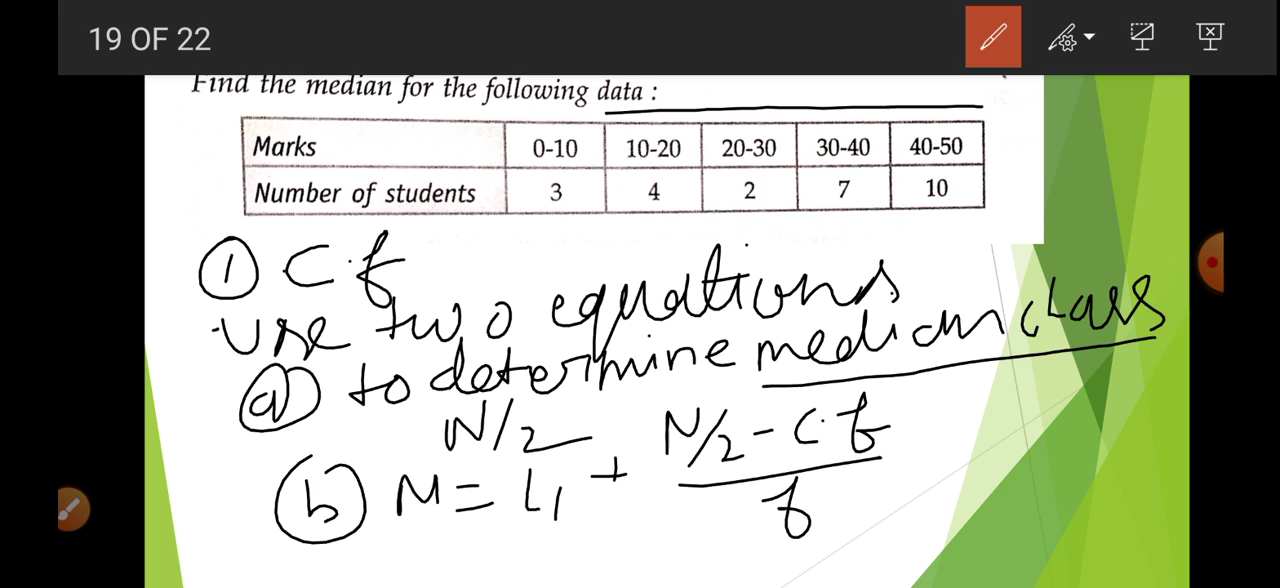 19 OF 22
Find the median for the following data :
Marks 0-10 10-20 20-30 30-40 40-50
Number of students 3 4 2 7 10
① C.f
Use two equations
ⓐ to determine median class
N/2
ⓑ M = L₁ + N/2 - C.f / f